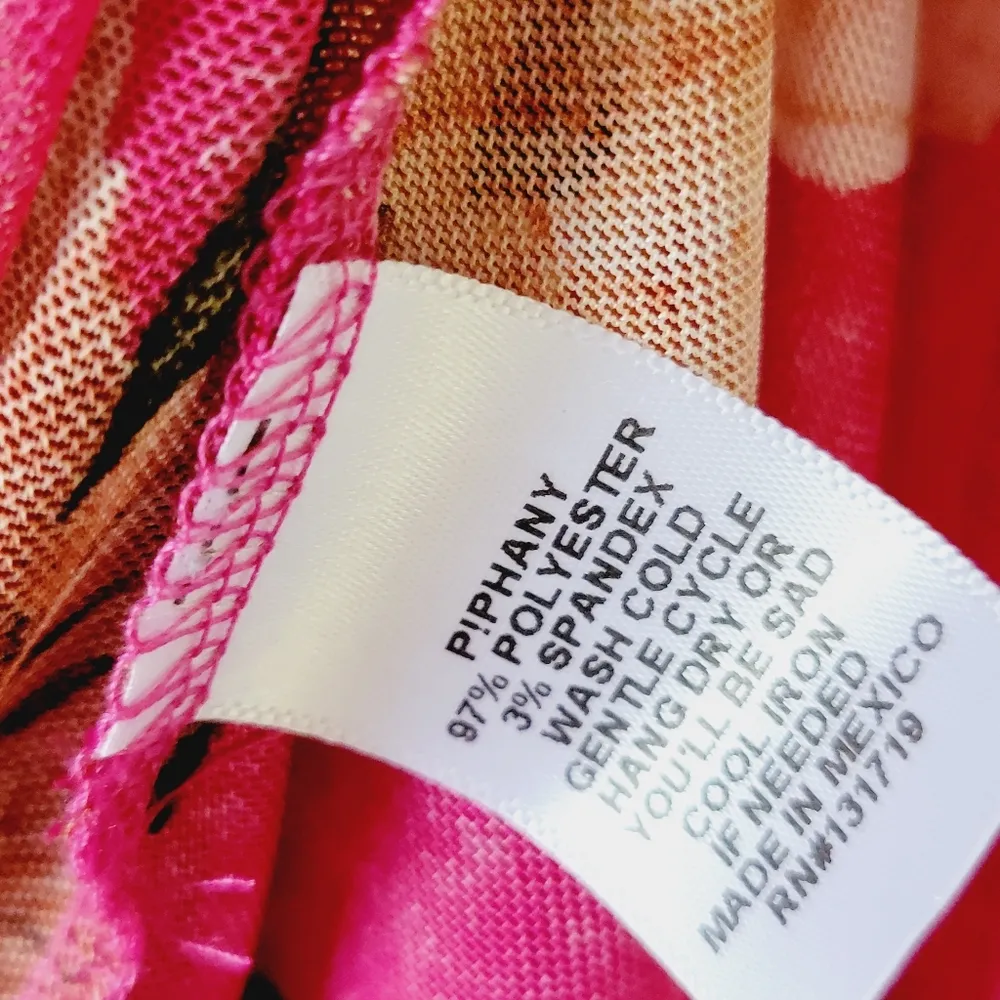 P!PHANY
97% POLYESTER
3% SPANDEX
WASH COLD
GENTLE CYCLE
HANG DRY OR
YOU'LL BE SAD
COOL IRON
IF NEEDED
MADE IN MEXICO
RN#131719